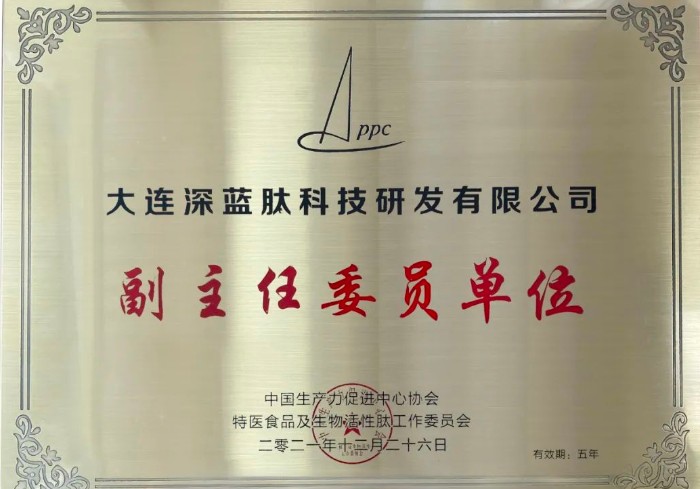 Appc
大连深蓝肽科技研发有限公司
副主任委员单位
中国生产力促进中心协会
特医食品及生物活性肽工作委员会
二零二一年十二月二十六日
有效期：五年